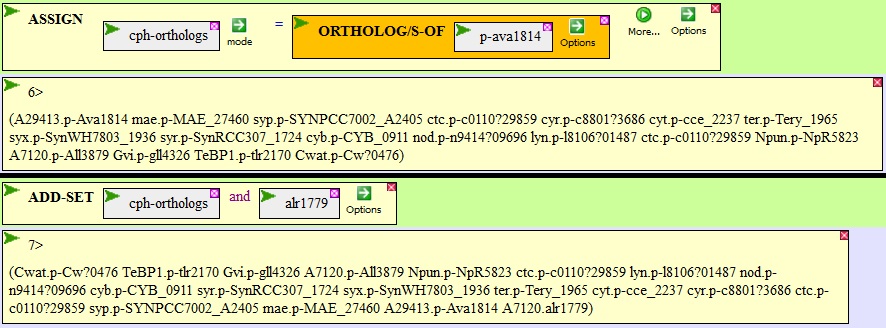 ASSIGN cph-orthologs mode = ORTHOLOG/S-OF p-ava1814 Options More... Options
6>
(A29413.p-Ava1814 mae.p-MAE_27460 syp.p-SYNPCC7002_A2405 ctc.p-c0110?29859 cyr.p-c8801?3686 cyt.p-cce_2237 ter.p-Tery_1965
syx.p-SynWH7803_1936 syr.p-SynRCC307_1724 cyb.p-CYB_0911 nod.p-n9414?09696 lyn.p-l8106?01487 ctc.p-c0110?29859 Npun.p-NpR5823
A7120.p-All3879 Gvi.p-gll4326 TeBP1.p-tlr2170 Cwat.p-Cw?0476)
ADD-SET cph-orthologs and alr1779 Options
7>
(Cwat.p-Cw?0476 TeBP1.p-tlr2170 Gvi.p-gll4326 A7120.p-All3879 Npun.p-NpR5823 ctc.p-c0110?29859 lyn.p-l8106?01487 nod.p-
n9414?09696 cyb.p-CYB_0911 syr.p-SynRCC307_1724 syx.p-SynWH7803_1936 ter.p-Tery_1965 cyt.p-cce_2237 cyr.p-c8801?3686 ctc.p-
c0110?29859 syp.p-SYNPCC7002_A2405 mae.p-MAE_27460 A29413.p-Ava1814 A7120.alr1779)